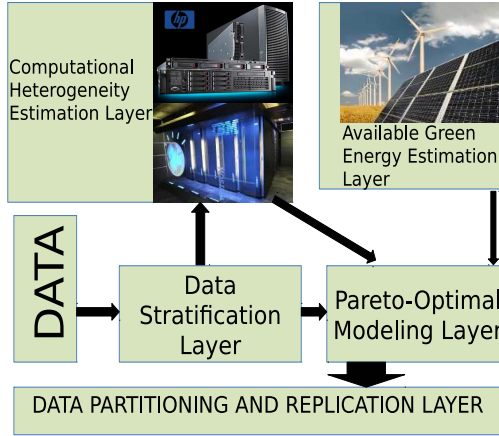 hp
Computational
Heterogeneity
Estimation Layer
IBM
Available Green
Energy Estimation
Layer
DATA
Data
Stratification
Layer
Pareto-Optimal
Modeling Layer
DATA PARTITIONING AND REPLICATION LAYER